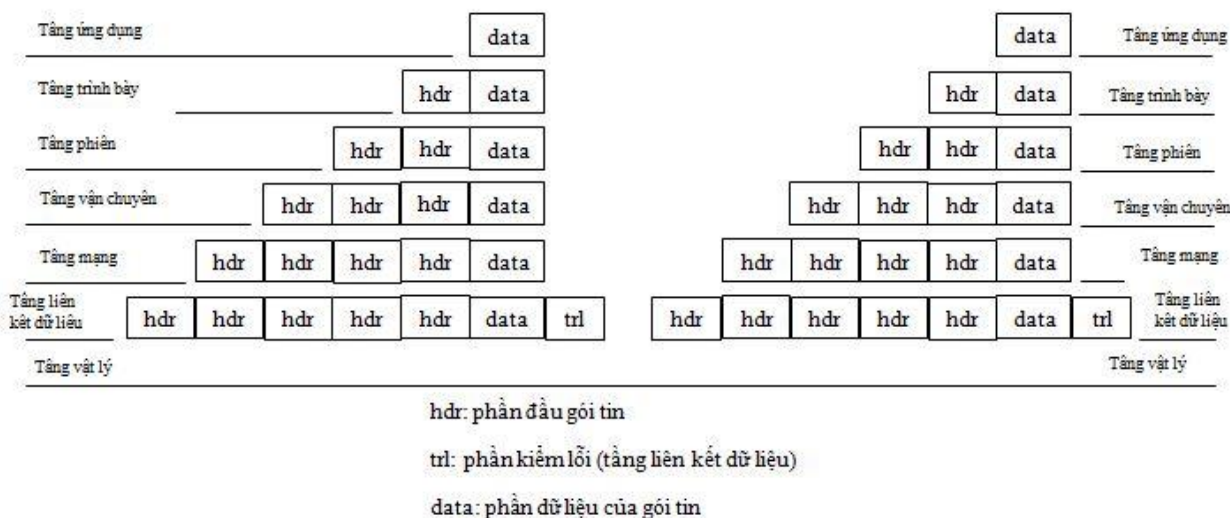 Tầng ứng dụng data data Tầng ứng dụng
Tầng trình bày hdr data hdr data Tầng trình bày
Tầng phiên hdr hdr data hdr hdr data Tầng phiên
Tầng vận chuyên hdr hdr hdr data hdr hdr hdr data Tầng vận chuyên
Tầng mạng hdr hdr hdr hdr data hdr hdr hdr hdr data Tầng mạng
Tầng liên
kết dữ liêu hdr hdr hdr hdr hdr data trl hdr hdr hdr hdr hdr data trl Tầng liên
kết dữ liệu
Tầng vật lý Tầng vật lý
hdr: phần đầu gói tin
trl: phần kiểm lỗi (tầng liên kết dữ liệu)
data: phần dữ liệu của gói tin